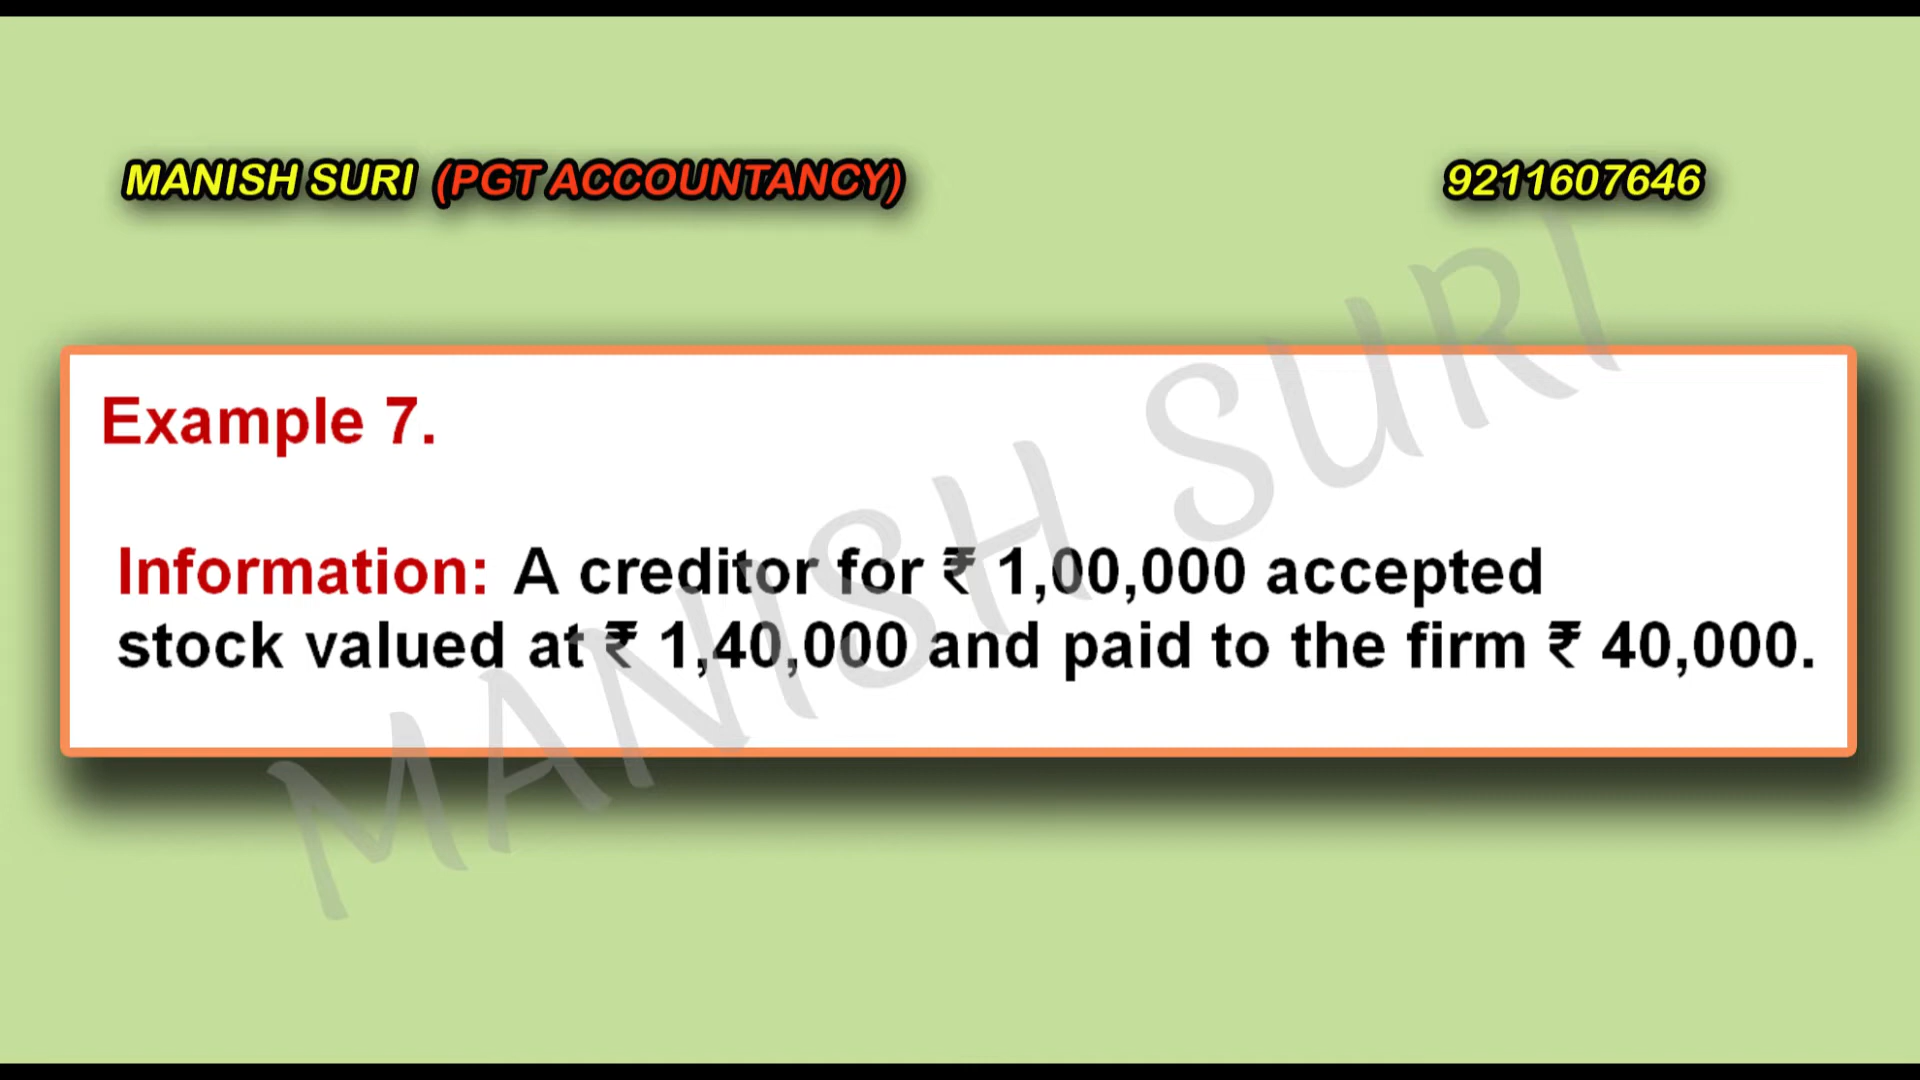 MANISH SURI (PGT ACCOUNTANCY) 9211607646
Example 7.
Information: A creditor for ₹ 1,00,000 accepted
stock valued at ₹ 1,40,000 and paid to the firm ₹ 40,000.
MANISH SURI